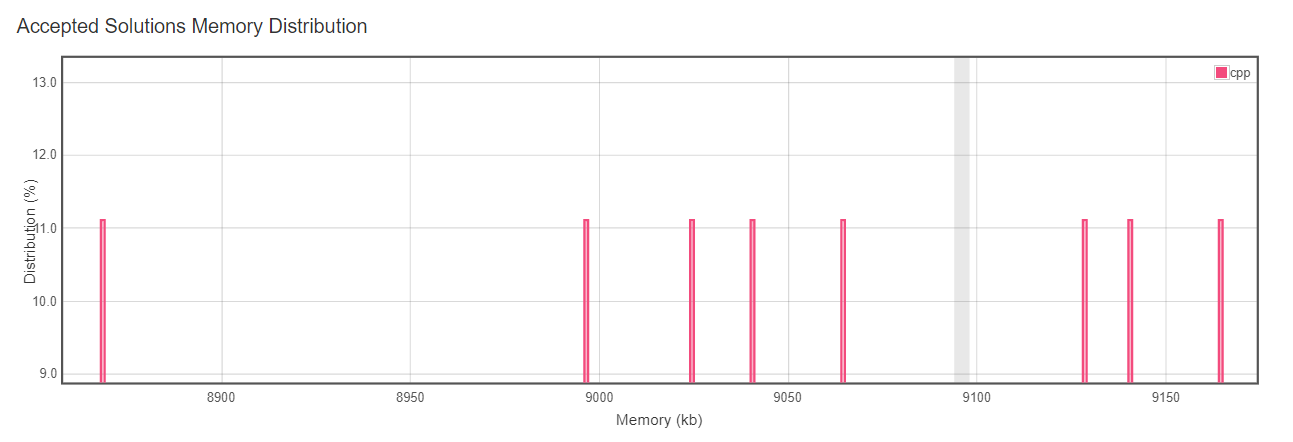 Accepted Solutions Memory Distribution
cpp
13.0
12.0
11.0
10.0
9.0
Distribution (%)
8900 8950 9000 9050 9100 9150
Memory (kb)